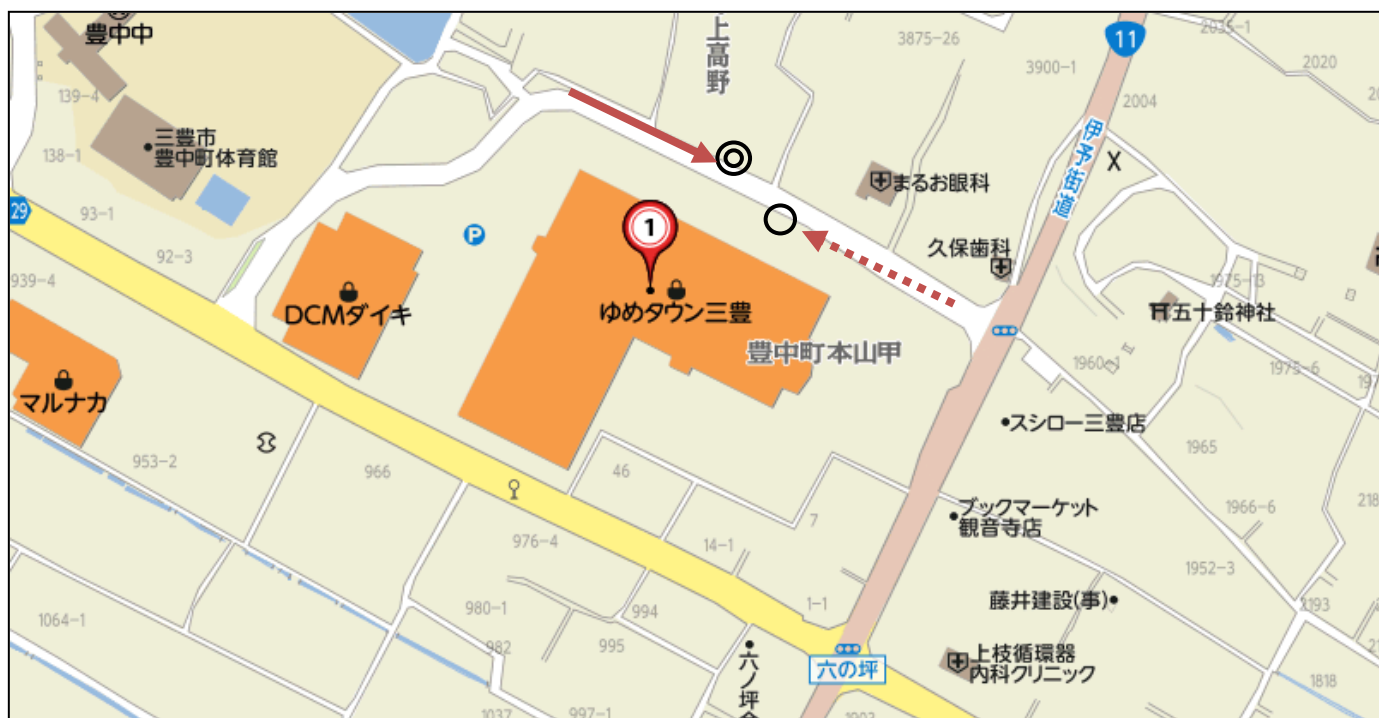 豊中中
上高野
3875-26
11
2035-1
3900-1
2020
2004
139-4
三豊市
豊中町体育館
138-1
伊予街道
まるお眼科
29
93-1
92-3
P
1
久保歯科
939-4
1975-13
五十鈴神社
DCMダイキ
ゆめタウン三豊
豊中町本山甲
1960-1
1975-6
マルナカ
スシロー三豊店
1965
953-2
966
46
7
ブックマーケット
観音寺店
1966-6
976-4
14-1
1952-3
藤井建設(事)
2193
1064-1
980-1
994
1-1
982
995
六ノ坪
六の坪
上枝循環器
内科クリニック
1818
1037
997-1